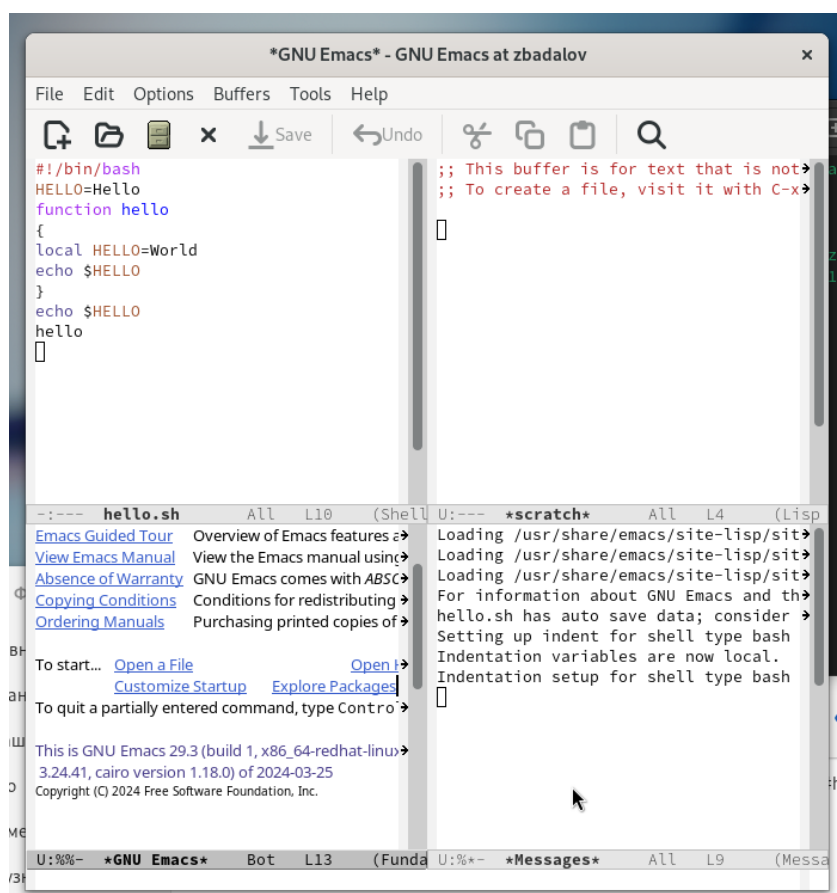 *GNU Emacs* - GNU Emacs at zbadalov
File Edit Options Buffers Tools Help
Save Undo
#!/bin/bash
HELLO=Hello
function hello
{
local HELLO=World
echo $HELLO
}
echo $HELLO
hello
-:--- hello.sh All L10 (Shell
;; This buffer is for text that is not
;; To create a file, visit it with C-x
U:--- *scratch* All L4 (Lisp
Emacs Guided Tour Overview of Emacs features
View Emacs Manual View the Emacs manual using
Absence of Warranty GNU Emacs comes with ABSC
Copying Conditions Conditions for redistributing
Ordering Manuals Purchasing printed copies of
To start... Open a File Open
Customize Startup Explore Packages
To quit a partially entered command, type Contro
This is GNU Emacs 29.3 (build 1, x86_64-redhat-linux
3.24.41, cairo version 1.18.0) of 2024-03-25
Copyright (C) 2024 Free Software Foundation, Inc.
U:%%- *GNU Emacs* Bot L13 (Funda
Loading /usr/share/emacs/site-lisp/sit
Loading /usr/share/emacs/site-lisp/sit
Loading /usr/share/emacs/site-lisp/sit
For information about GNU Emacs and th
hello.sh has auto save data; consider
Setting up indent for shell type bash
Indentation variables are now local.
Indentation setup for shell type bash
U:%*- *Messages* All L9 (Messa